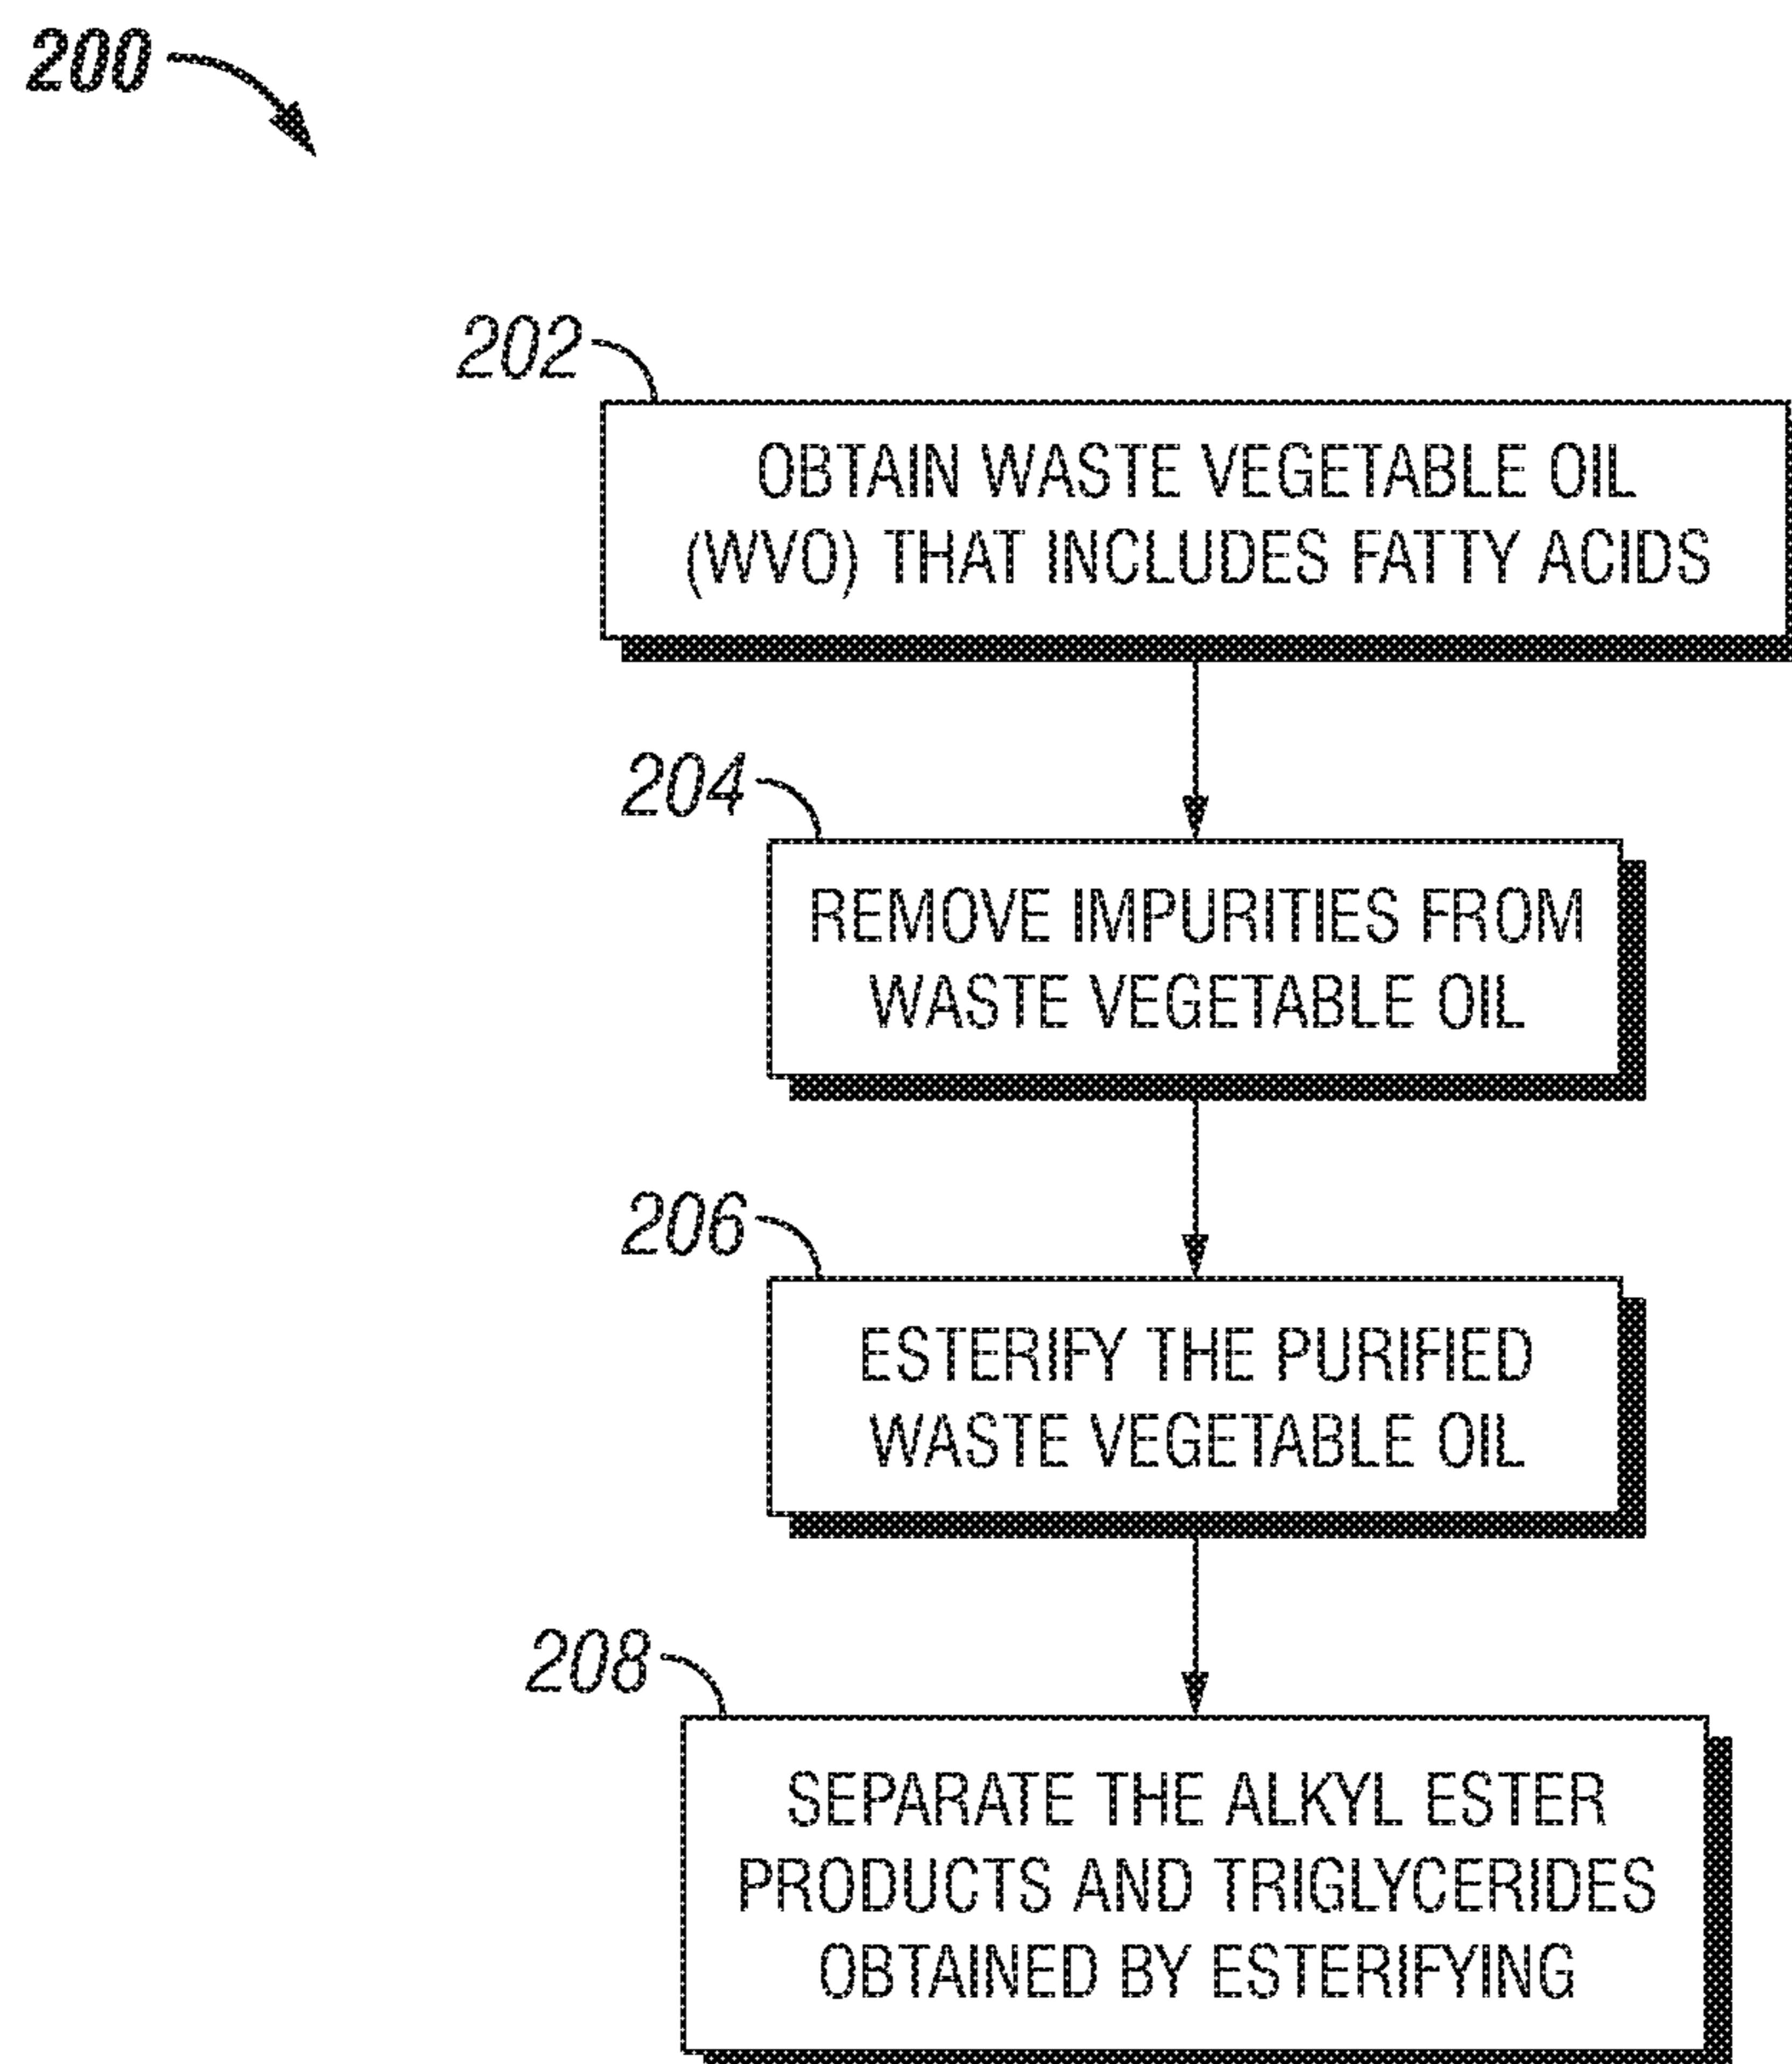 200
202
OBTAIN WASTE VEGETABLE OIL
(WVO) THAT INCLUDES FATTY ACIDS
204
REMOVE IMPURITIES FROM
WASTE VEGETABLE OIL
206
ESTERIFY THE PURIFIED
WASTE VEGETABLE OIL
208
SEPARATE THE ALKYL ESTER
PRODUCTS AND TRIGLYCERIDES
OBTAINED BY ESTERIFYING